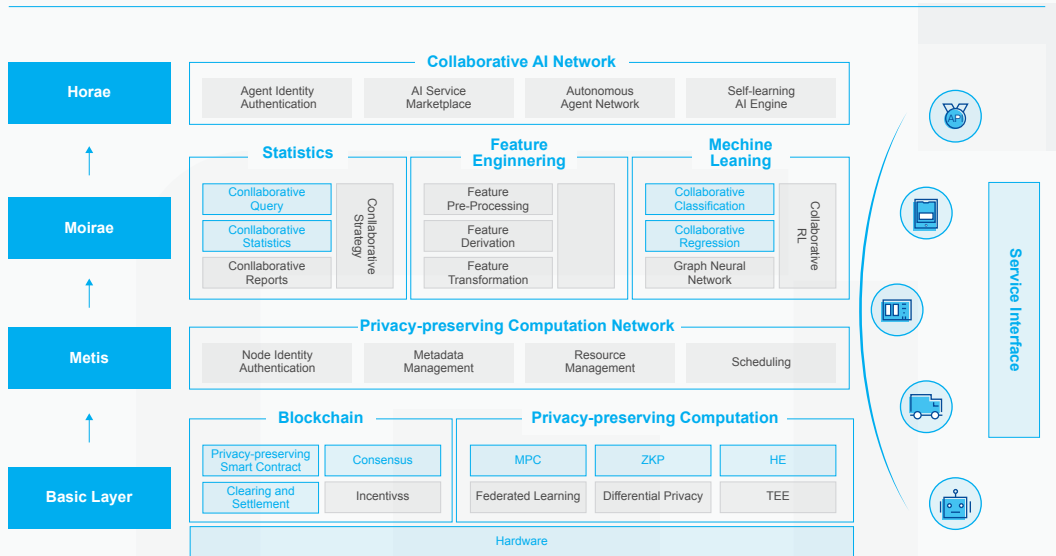 Horae
Collaborative AI Network
Agent Identity
Authentication
AI Service
Marketplace
Autonomous
Agent Network
Self-learning
AI Engine
Moirae
Statistics
Conllaborative
Query
Conllaborative
Statistics
Conllaborative
Reports
Conllaborative
Strategy
Feature
Enginnering
Feature
Pre-Processing
Feature
Derivation
Feature
Transformation
Mechine
Leaning
Collaborative
Classification
Collaborative
Regression
Graph Neural
Network
Collaborative
RL
Metis
Privacy-preserving Computation Network
Node Identity
Authentication
Metadata
Management
Resource
Management
Scheduling
Basic Layer
Blockchain
Privacy-preserving
Smart Contract
Consensus
Clearing and
Settlement
Incentivss
Privacy-preserving Computation
MPC
ZKP
HE
Federated Learning
Differential Privacy
TEE
Hardware
API
Service Interface